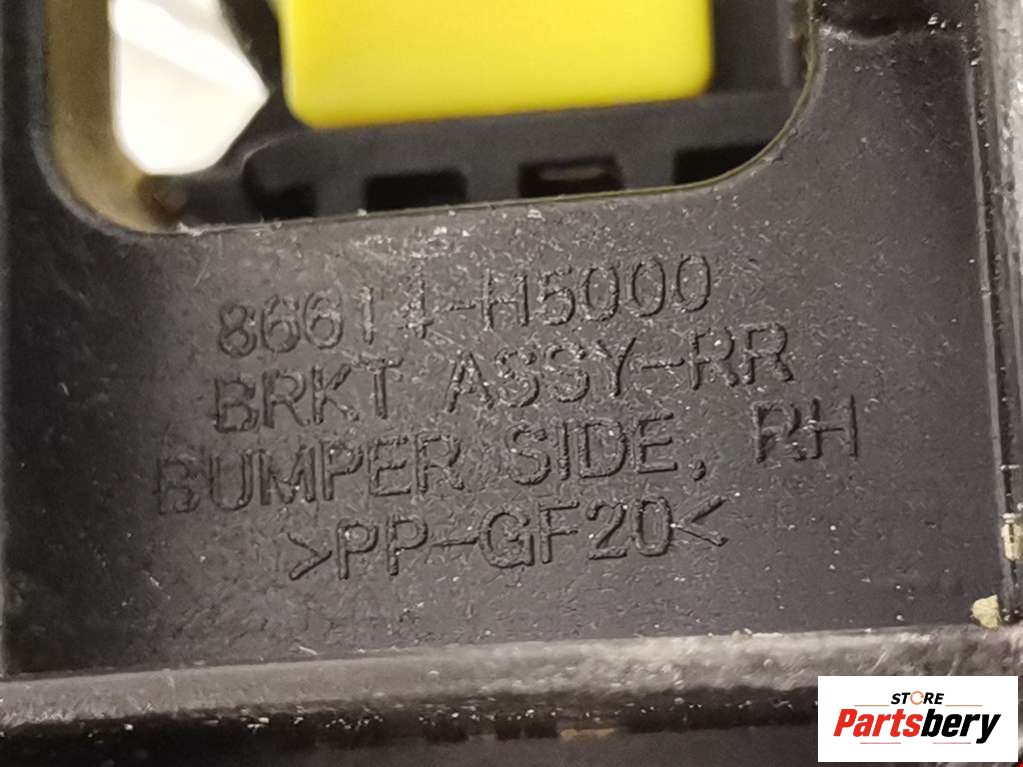 86614-H5000
BRKT ASSY-RR
BUMPER SIDE, RH
>PP-GF20<
STORE
Partsbery